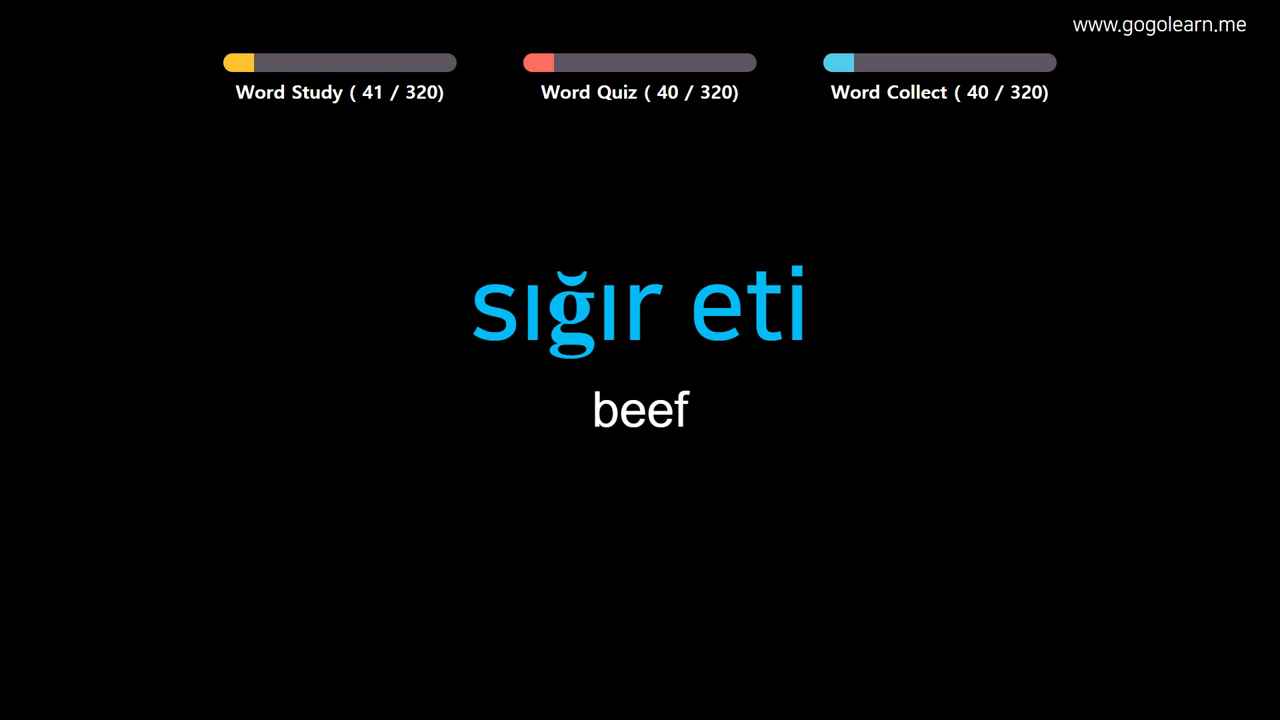 www.gogolearn.me
Word Study ( 41 / 320)
Word Quiz ( 40 / 320)
Word Collect ( 40 / 320)
sığır eti
beef